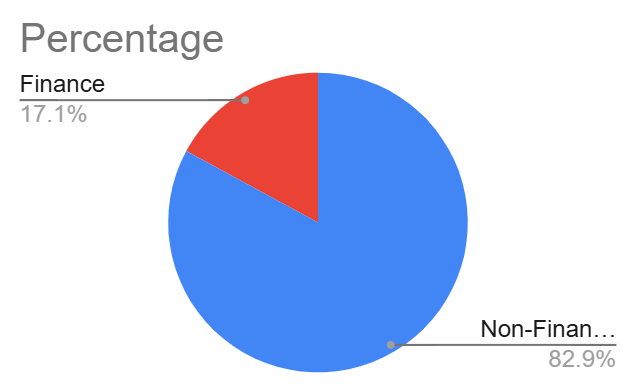 Percentage
Finance
17.1%
Non-Finan…
82.9%